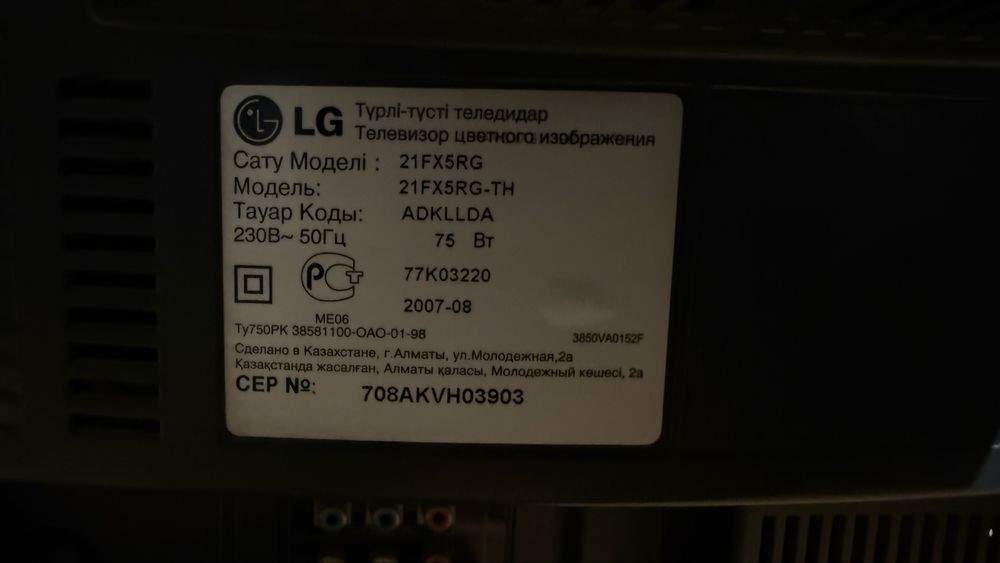 LG
Түрлі-түсті теледидар
Телевизор цветного изображения
Сату Моделі : 21FX5RG
Модель: 21FX5RG-TH
Тауар Коды: ADKLLDA
230В~ 50Гц 75 Вт
РСТ 77K03220
ME06 2007-08
Ту750РК 38581100-ОАО-01-98 3850VA0152F
Сделано в Казахстане, г.Алматы, ул.Молодежная,2а
Қазақстанда жасалған, Алматы қаласы, Молодежный көшесі, 2а
СЕР №: 708AKVH03903